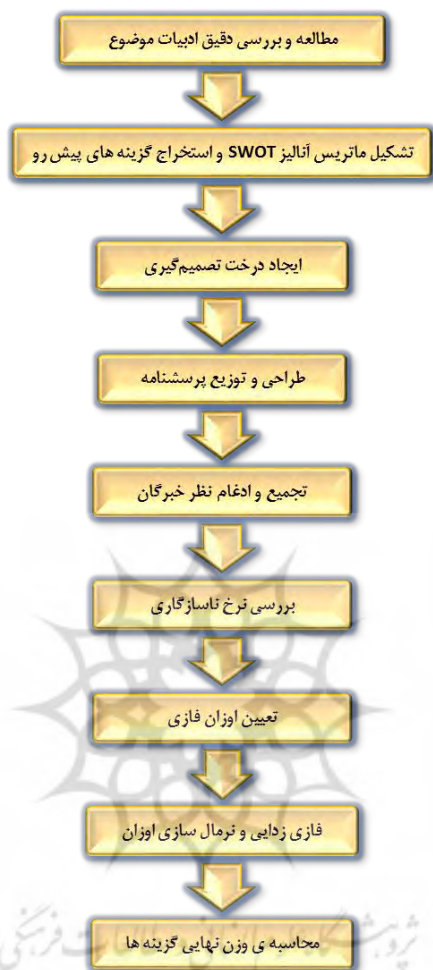 مطالعه و بررسی دقیق ادبیات موضوع
تشکیل ماتریس آنالیز SWOT و استخراج گزینه های پیش رو
ایجاد درخت تصمیم‌گیری
طراحی و توزیع پرسشنامه
تجمیع و ادغام نظر خبرگان
بررسی نرخ ناسازگاری
تعیین اوزان فازی
فازی زدایی و نرمال سازی اوزان
محاسبه ی وزن نهایی گزینه ها